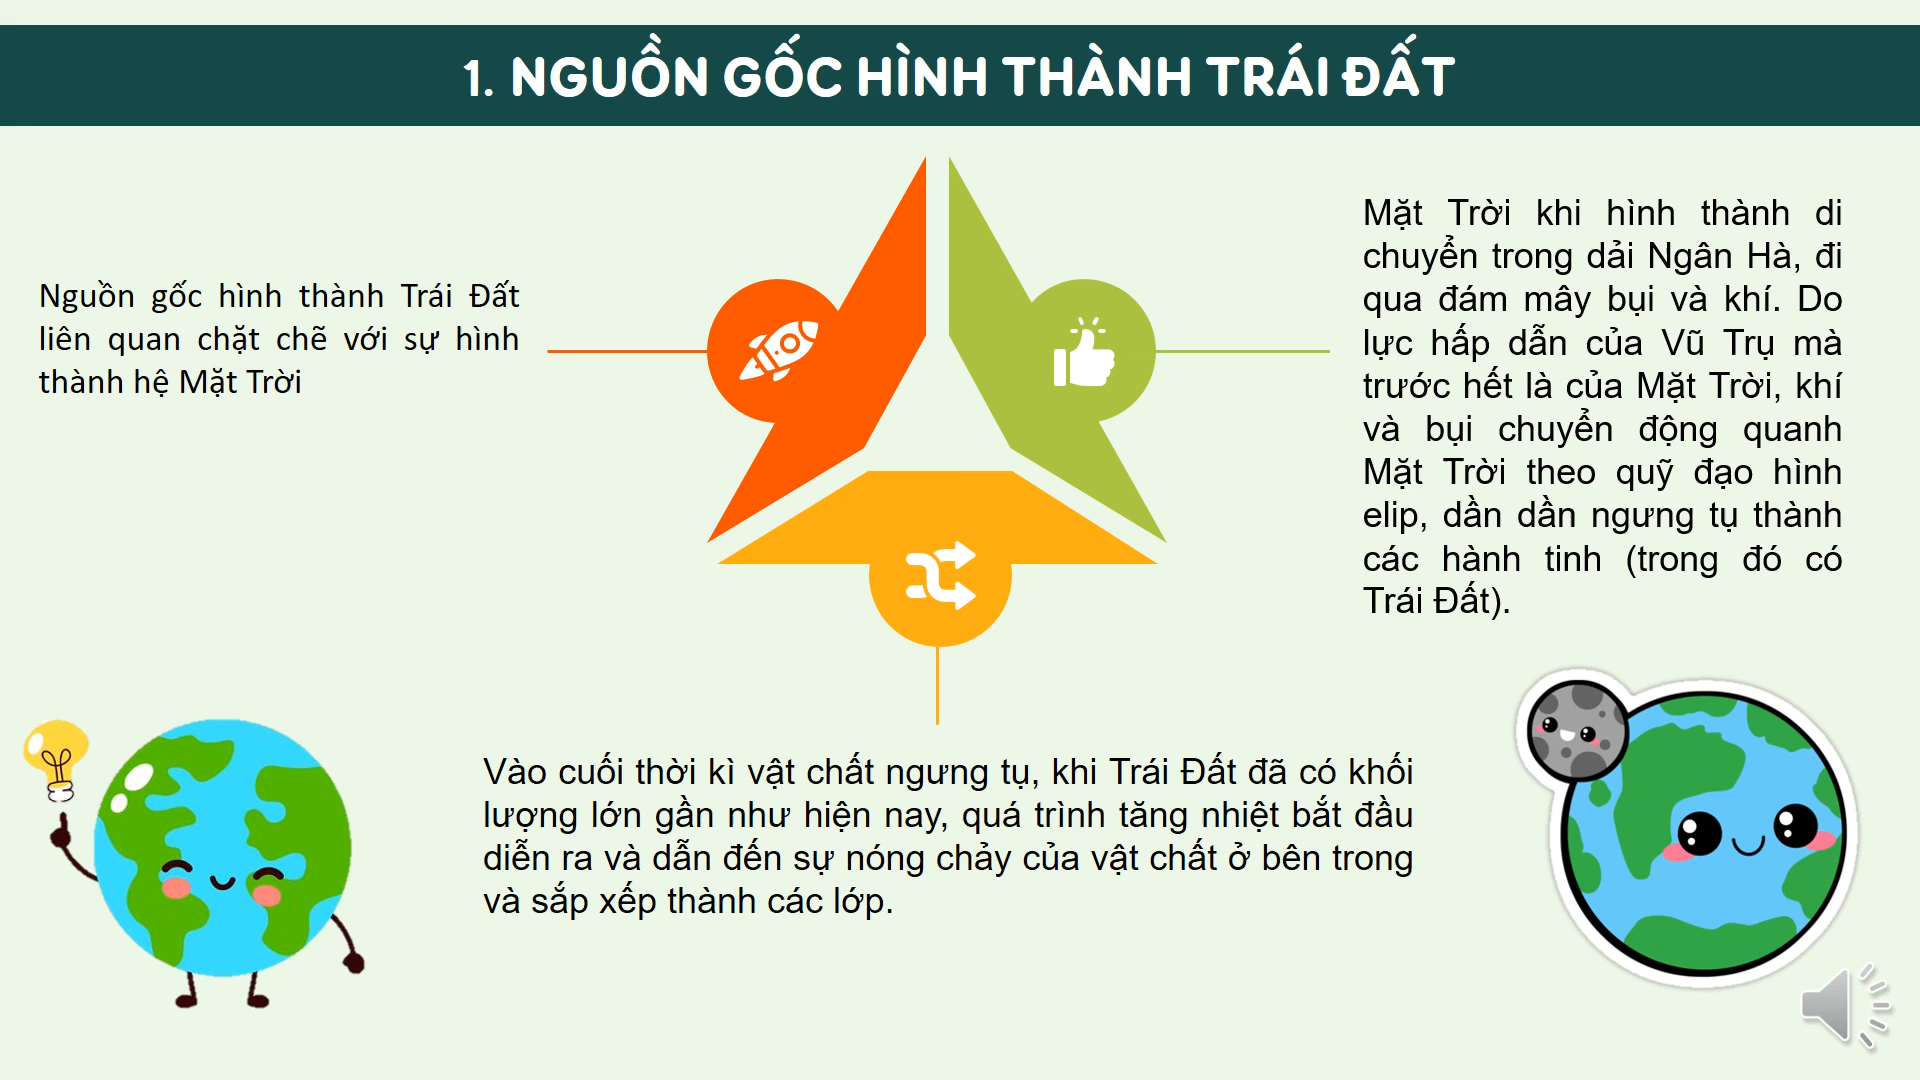 1. NGUỒN GỐC HÌNH THÀNH TRÁI ĐẤT
Nguồn gốc hình thành Trái Đất
liên quan chặt chẽ với sự hình
thành hệ Mặt Trời
Mặt Trời khi hình thành di
chuyển trong dải Ngân Hà, đi
qua đám mây bụi và khí. Do
lực hấp dẫn của Vũ Trụ mà
trước hết là của Mặt Trời, khí
và bụi chuyển động quanh
Mặt Trời theo quỹ đạo hình
elip, dần dần ngưng tụ thành
các hành tinh (trong đó có
Trái Đất).
Vào cuối thời kì vật chất ngưng tụ, khi Trái Đất đã có khối
lượng lớn gần như hiện nay, quá trình tăng nhiệt bắt đầu
diễn ra và dẫn đến sự nóng chảy của vật chất ở bên trong
và sắp xếp thành các lớp.